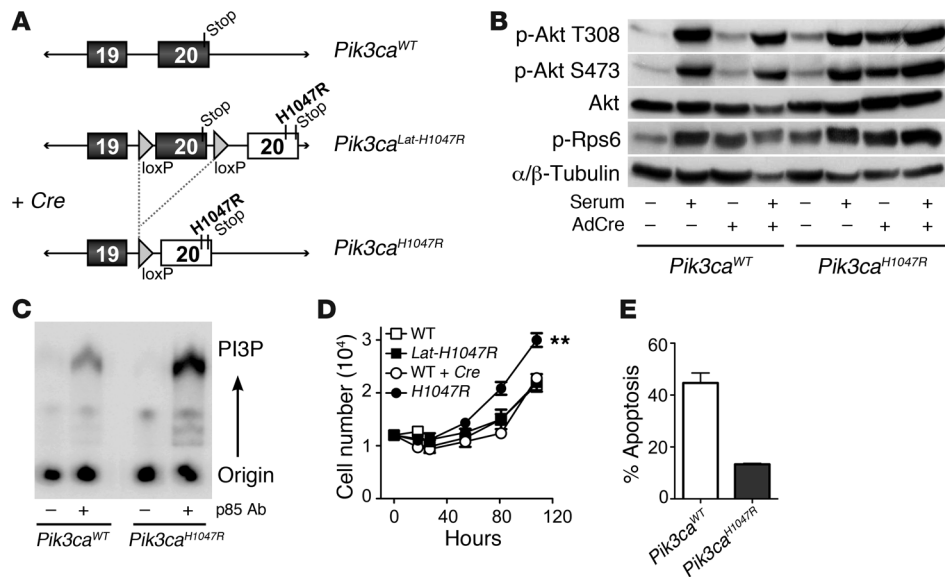 A
19
20
Stop
Pik3caWT
19
20
Stop
20
H1047R
Stop
loxP
loxP
Pik3caLat-H1047R
+ Cre
19
20
H1047R
Stop
loxP
Pik3caH1047R
B
p-Akt T308
p-Akt S473
Akt
p-Rps6
α/β-Tubulin
Serum – + – + – + – +
AdCre – – + + – – + +
Pik3caWT Pik3caH1047R
C
PI3P
Origin
– + – + p85 Ab
Pik3caWT Pik3caH1047R
D
Cell number (10⁴)
3
2
1
0
WT
Lat-H1047R
WT + Cre
H1047R
**
0 40 80 120
Hours
E
% Apoptosis
60
40
20
0
Pik3caWT
Pik3caH1047R